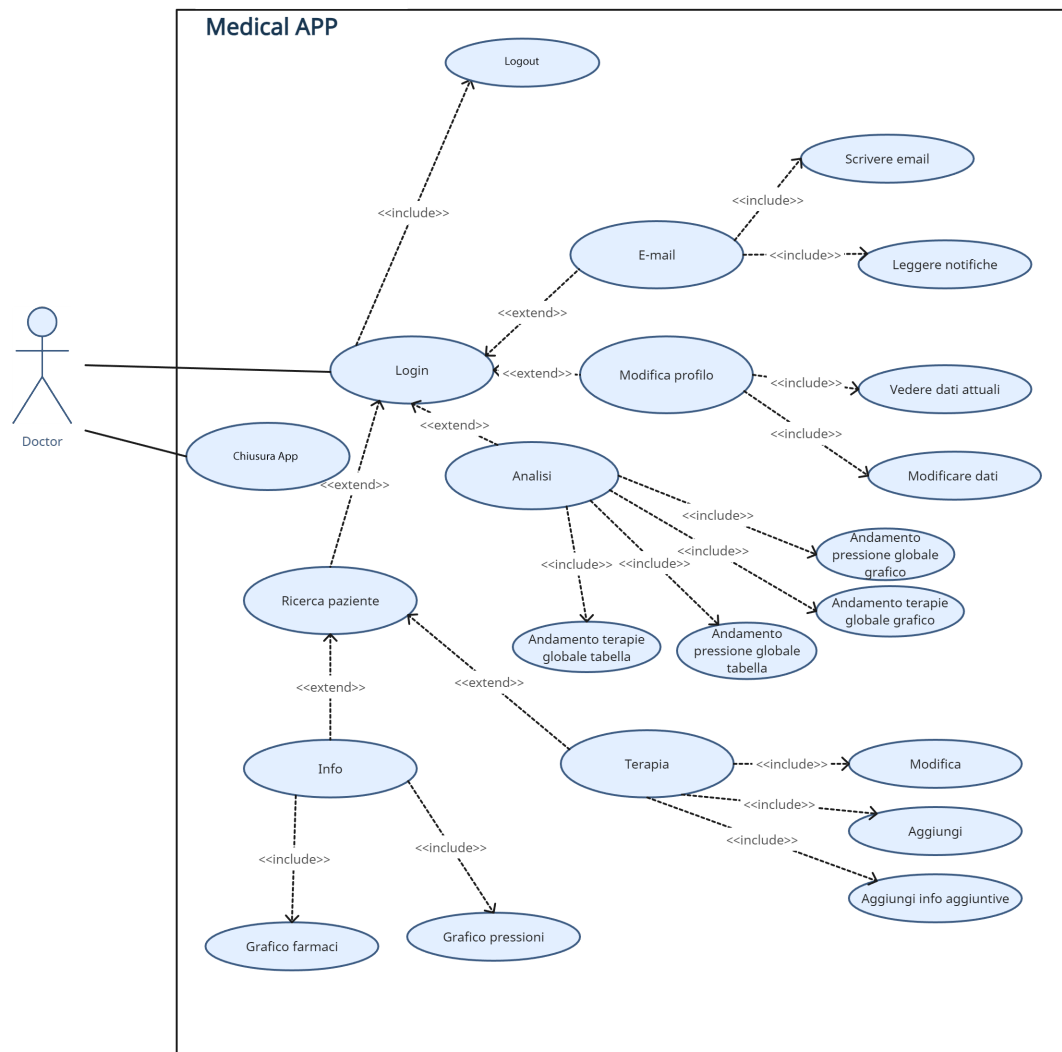 Medical APP
Logout
Scrivere email
<<include>>
<<include>>
E-mail
<<include>>
Leggere notifiche
<<extend>>
Login
<<extend>>
Modifica profilo
<<include>>
Vedere dati attuali
<<extend>>
<<include>>
Doctor
Chiusura App
Analisi
Modificare dati
<<extend>>
<<include>>
Andamento
pressione globale
grafico
<<include>>
<<include>>
<<include>>
Ricerca paziente
Andamento terapie
globale grafico
Andamento terapie
globale tabella
Andamento
pressione globale
tabella
<<extend>>
<<extend>>
Info
Terapia
<<include>>
Modifica
<<include>>
Aggiungi
<<include>>
<<include>>
<<include>>
Aggiungi info aggiuntive
Grafico farmaci
Grafico pressioni